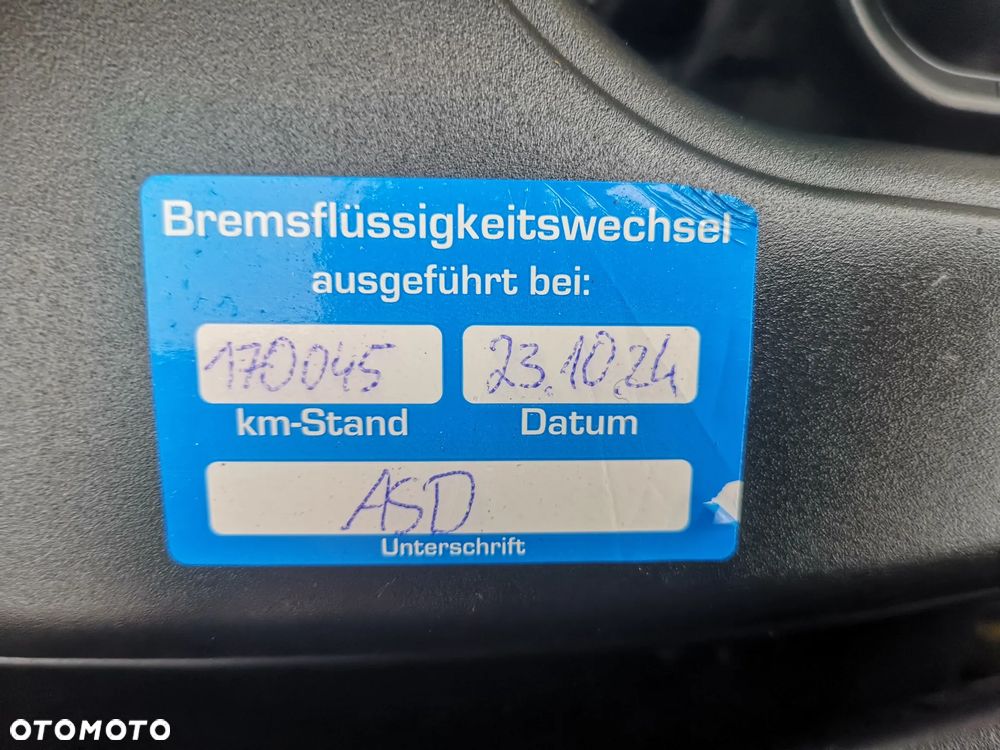 Bremsflüssigkeitswechsel
ausgeführt bei:
170045 23.10.24
km-Stand Datum
ASD
Unterschrift
OTOMOTO